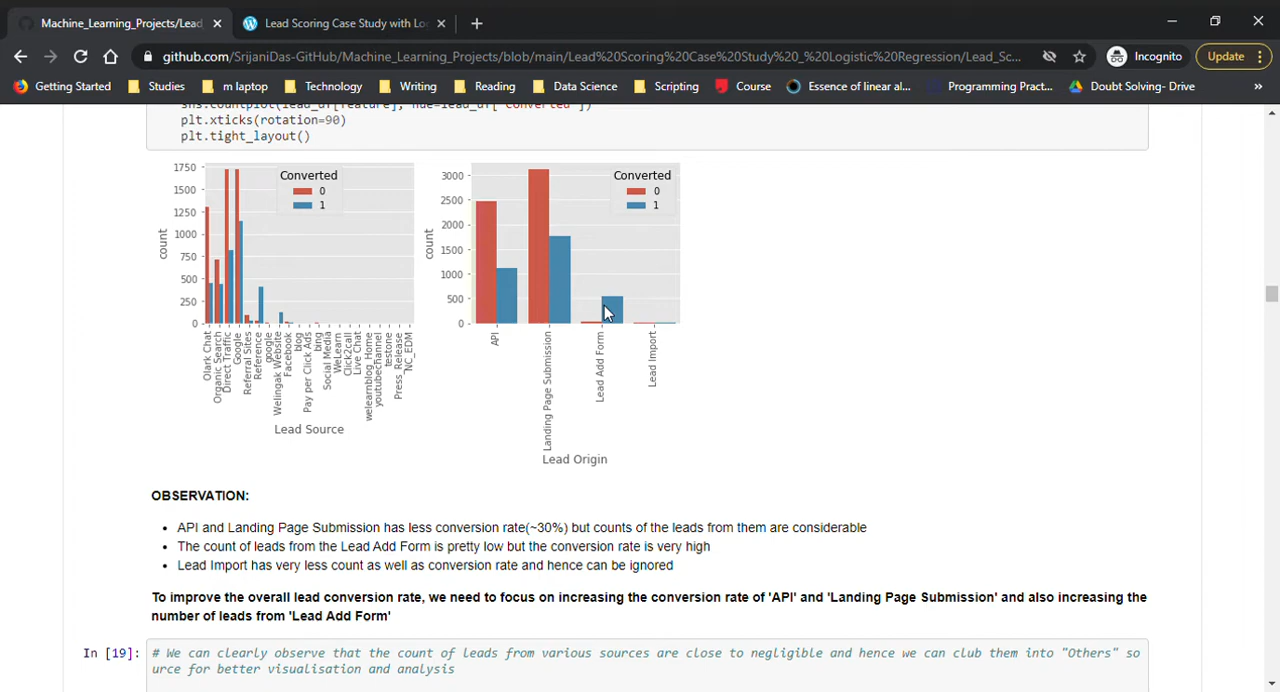 Machine_Learning_Projects/Lead
Lead Scoring Case Study with Lo
github.com/SrijaniDas-GitHub/Machine_Learning_Projects/blob/main/Lead%20Scoring%20Case%20Study%20_%20Logistic%20Regression/Lead_Sc...
Incognito
Update
Getting Started
Studies
m laptop
Technology
Writing
Reading
Data Science
Scripting
Course
Essence of linear al...
Programming Pract...
Doubt Solving- Drive
»
sns.countplot(lead_df[feature], hue=lead_df["Converted"])
plt.xticks(rotation=90)
plt.tight_layout()
1750
1500
1250
1000
750
500
250
0
count
Converted
0
1
Olark Chat
Organic Search
Direct Traffic
Google
Referral Sites
Reference
google
Welingak Website
Facebook
blog
Pay per Click Ads
bing
Social Media
WeLearn
Click2call
Live Chat
welearnblog_Home
youtubechannel
testone
Press_Release
NC_EDM
Lead Source
3000
2500
2000
1500
1000
500
0
count
Converted
0
1
API
Landing Page Submission
Lead Add Form
Lead Import
Lead Origin
OBSERVATION:
• API and Landing Page Submission has less conversion rate(~30%) but counts of the leads from them are considerable
• The count of leads from the Lead Add Form is pretty low but the conversion rate is very high
• Lead Import has very less count as well as conversion rate and hence can be ignored
To improve the overall lead conversion rate, we need to focus on increasing the conversion rate of 'API' and 'Landing Page Submission' and also increasing the
number of leads from 'Lead Add Form'
In [19]:
# We can clearly observe that the count of leads from various sources are close to negligible and hence we can club them into "Others" so
urce for better visualisation and analysis